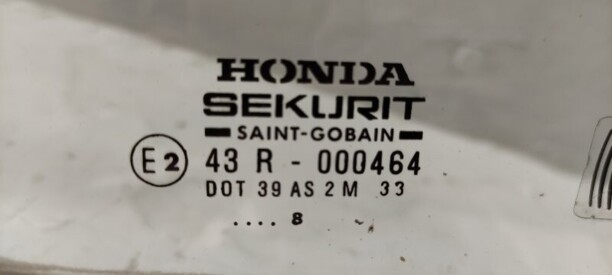 HONDA
SEKURIT
SAINT-GOBAIN
E2 43 R - 000464
DOT 39 AS 2 M 33
.... 8